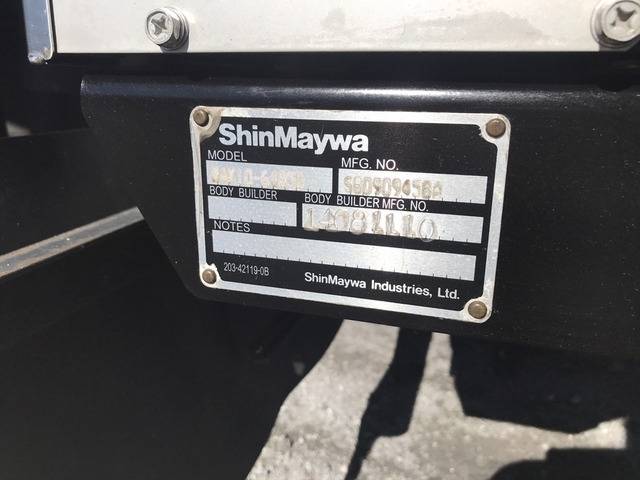 ShinMaywa
MODEL MFG. NO.
BODY BUILDER BODY BUILDER MFG. NO.
NOTES
203-42119-0B
ShinMaywa Industries, Ltd.